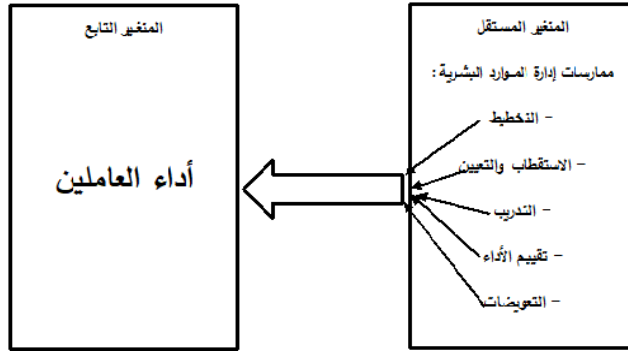 المتغير المستقل
ممارسات إدارة الموارد البشرية:
- التخطيط
- الاستقطاب والتعيين
- التدريب
- تقييم الأداء
- التعويضات
المتغير التابع
أداء العاملين